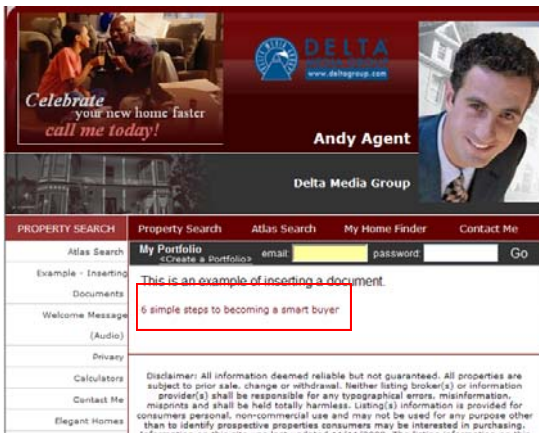 DELTA
www.deltagroup.com
Celebrate
your new home faster
call me today!
Andy Agent
Delta Media Group
PROPERTY SEARCH
Property Search Atlas Search My Home Finder Contact Me
My Portfolio
<Create a Portfolio> email: password: Go
Atlas Search
Example - Inserting
Documents
Welcome Message
(Audio)
Privacy
Calculators
Contact Me
Elegant Homes
This is an example of inserting a document.
6 simple steps to becoming a smart buyer
Disclaimer: All information deemed reliable but not guaranteed. All properties are
subject to prior sale, change or withdrawal. Neither listing broker(s) or information
provider(s) shall be responsible for any typographical errors, misinformation,
misprints and shall be held totally harmless. Listing(s) information is provided for
consumers personal, non-commercial use and may not be used for any purpose other
than to identify prospective properties consumers may be interested in purchasing.